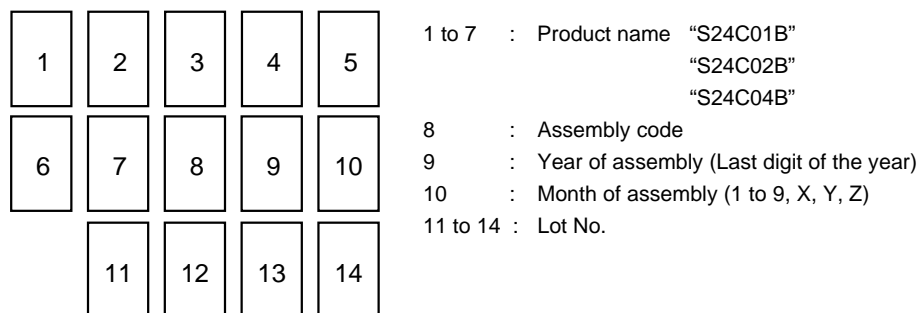 1 2 3 4 5
6 7 8 9 10
11 12 13 14
1 to 7 : Product name “S24C01B”
“S24C02B”
“S24C04B”
8 : Assembly code
9 : Year of assembly (Last digit of the year)
10 : Month of assembly (1 to 9, X, Y, Z)
11 to 14 : Lot No.